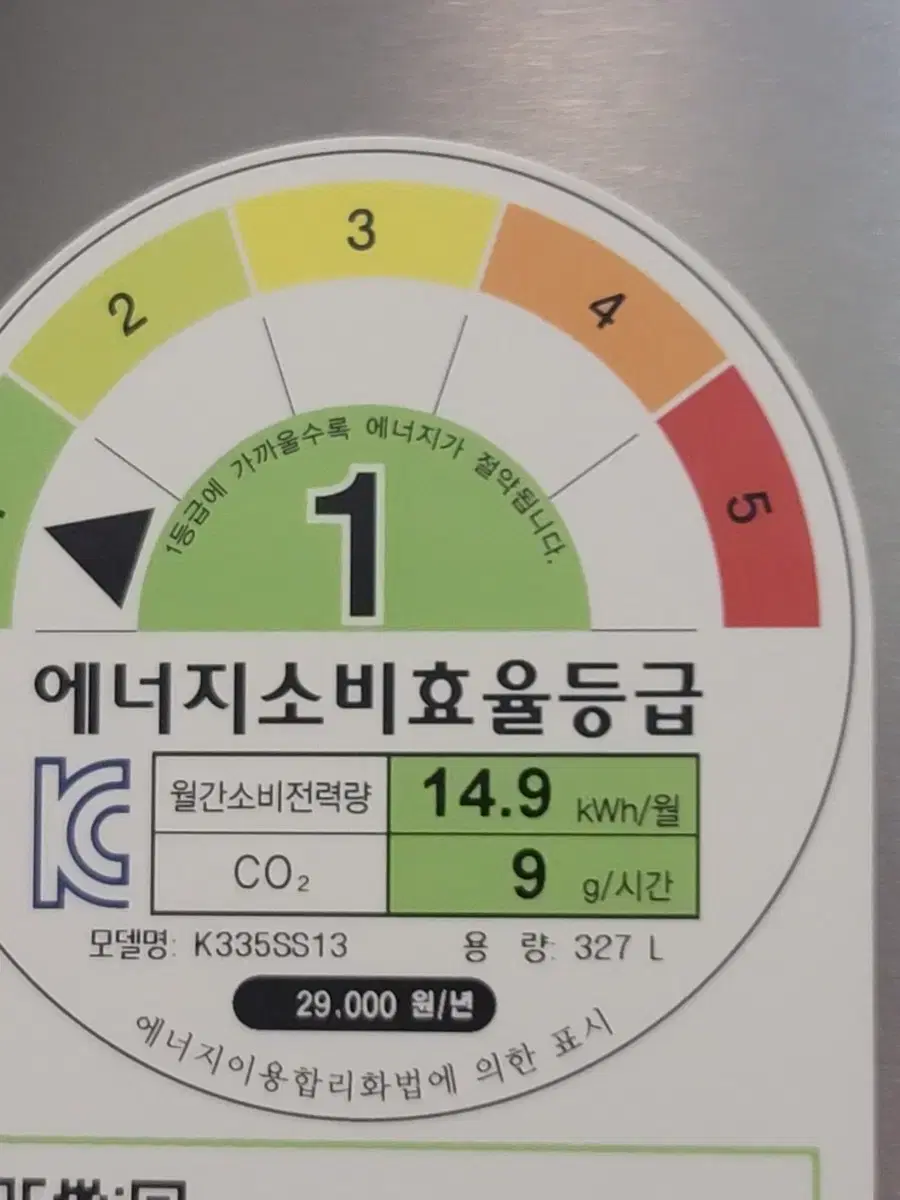 2
3
4
5
1등급에 가까울수록 에너지가 절약됩니다.
1
에너지소비효율등급
KC
월간소비전력량 14.9 kWh/월
CO₂ 9 g/시간
모델명: K335SS13 용 량: 327 L
29,000 원/년
에너지이용합리화법에 의한 표시